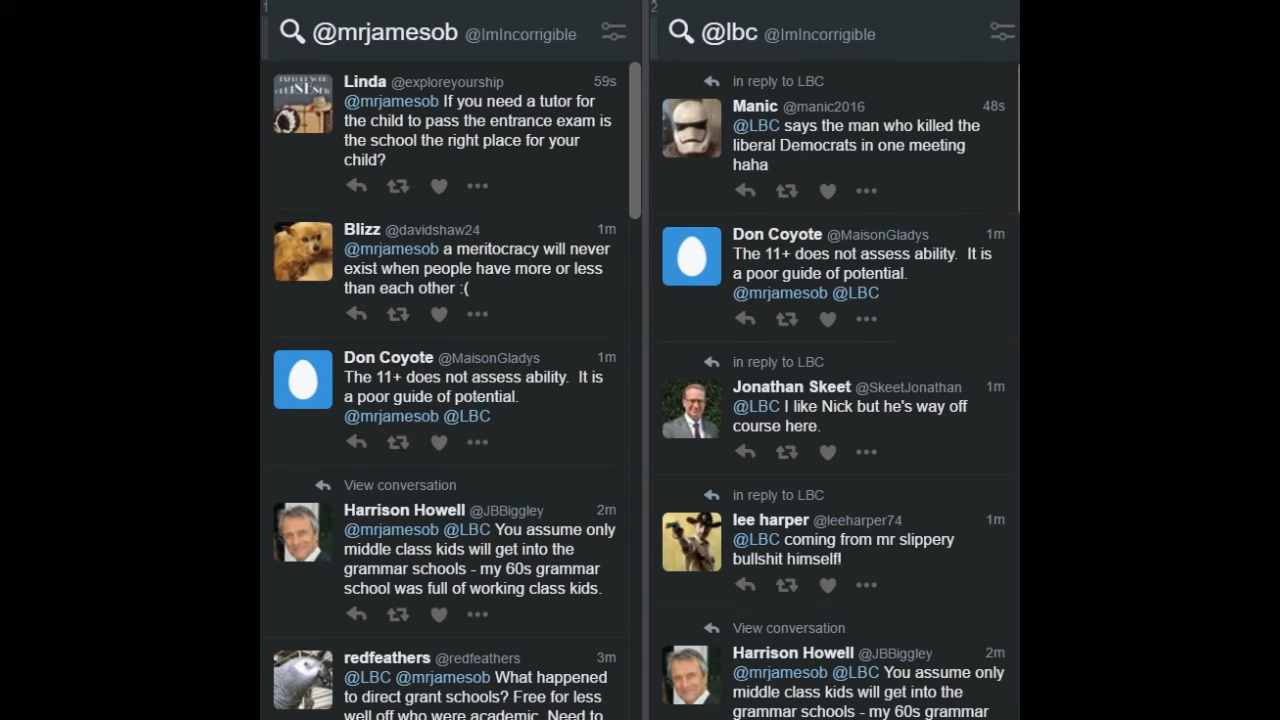 1
@mrjamesob @ImIncorrigible
Linda @exploreyourship 59s
@mrjamesob If you need a tutor for
the child to pass the entrance exam is
the school the right place for your
child?
Blizz @davidshaw24 1m
@mrjamesob a meritocracy will never
exist when people have more or less
than each other :(
Don Coyote @MaisonGladys 1m
The 11+ does not assess ability. It is
a poor guide of potential.
@mrjamesob @LBC
View conversation
Harrison Howell @JBBiggley 2m
@mrjamesob @LBC You assume only
middle class kids will get into the
grammar schools - my 60s grammar
school was full of working class kids.
redfeathers @redfeathers 3m
@LBC @mrjamesob What happened
to direct grant schools? Free for less
well off who were academic. Need to
2
@lbc @ImIncorrigible
in reply to LBC
Manic @manic2016 48s
@LBC says the man who killed the
liberal Democrats in one meeting
haha
Don Coyote @MaisonGladys 1m
The 11+ does not assess ability. It is
a poor guide of potential.
@mrjamesob @LBC
in reply to LBC
Jonathan Skeet @SkeetJonathan 1m
@LBC I like Nick but he's way off
course here.
in reply to LBC
lee harper @leeharper74 1m
@LBC coming from mr slippery
bullshit himself!
View conversation
Harrison Howell @JBBiggley 2m
@mrjamesob @LBC You assume only
middle class kids will get into the
grammar schools - my 60s grammar